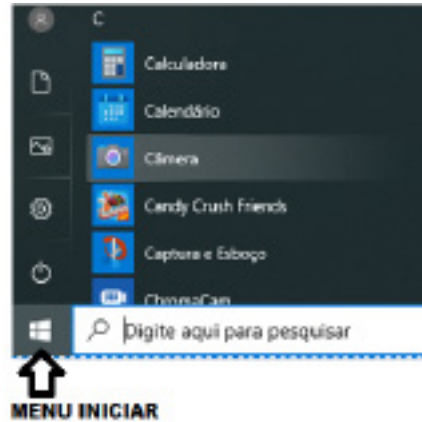 C
Calculadora
Calendário
Câmera
Candy Crush Friends
Captura e Esboço
ChromaCam
Digite aqui para pesquisar
MENU INICIAR